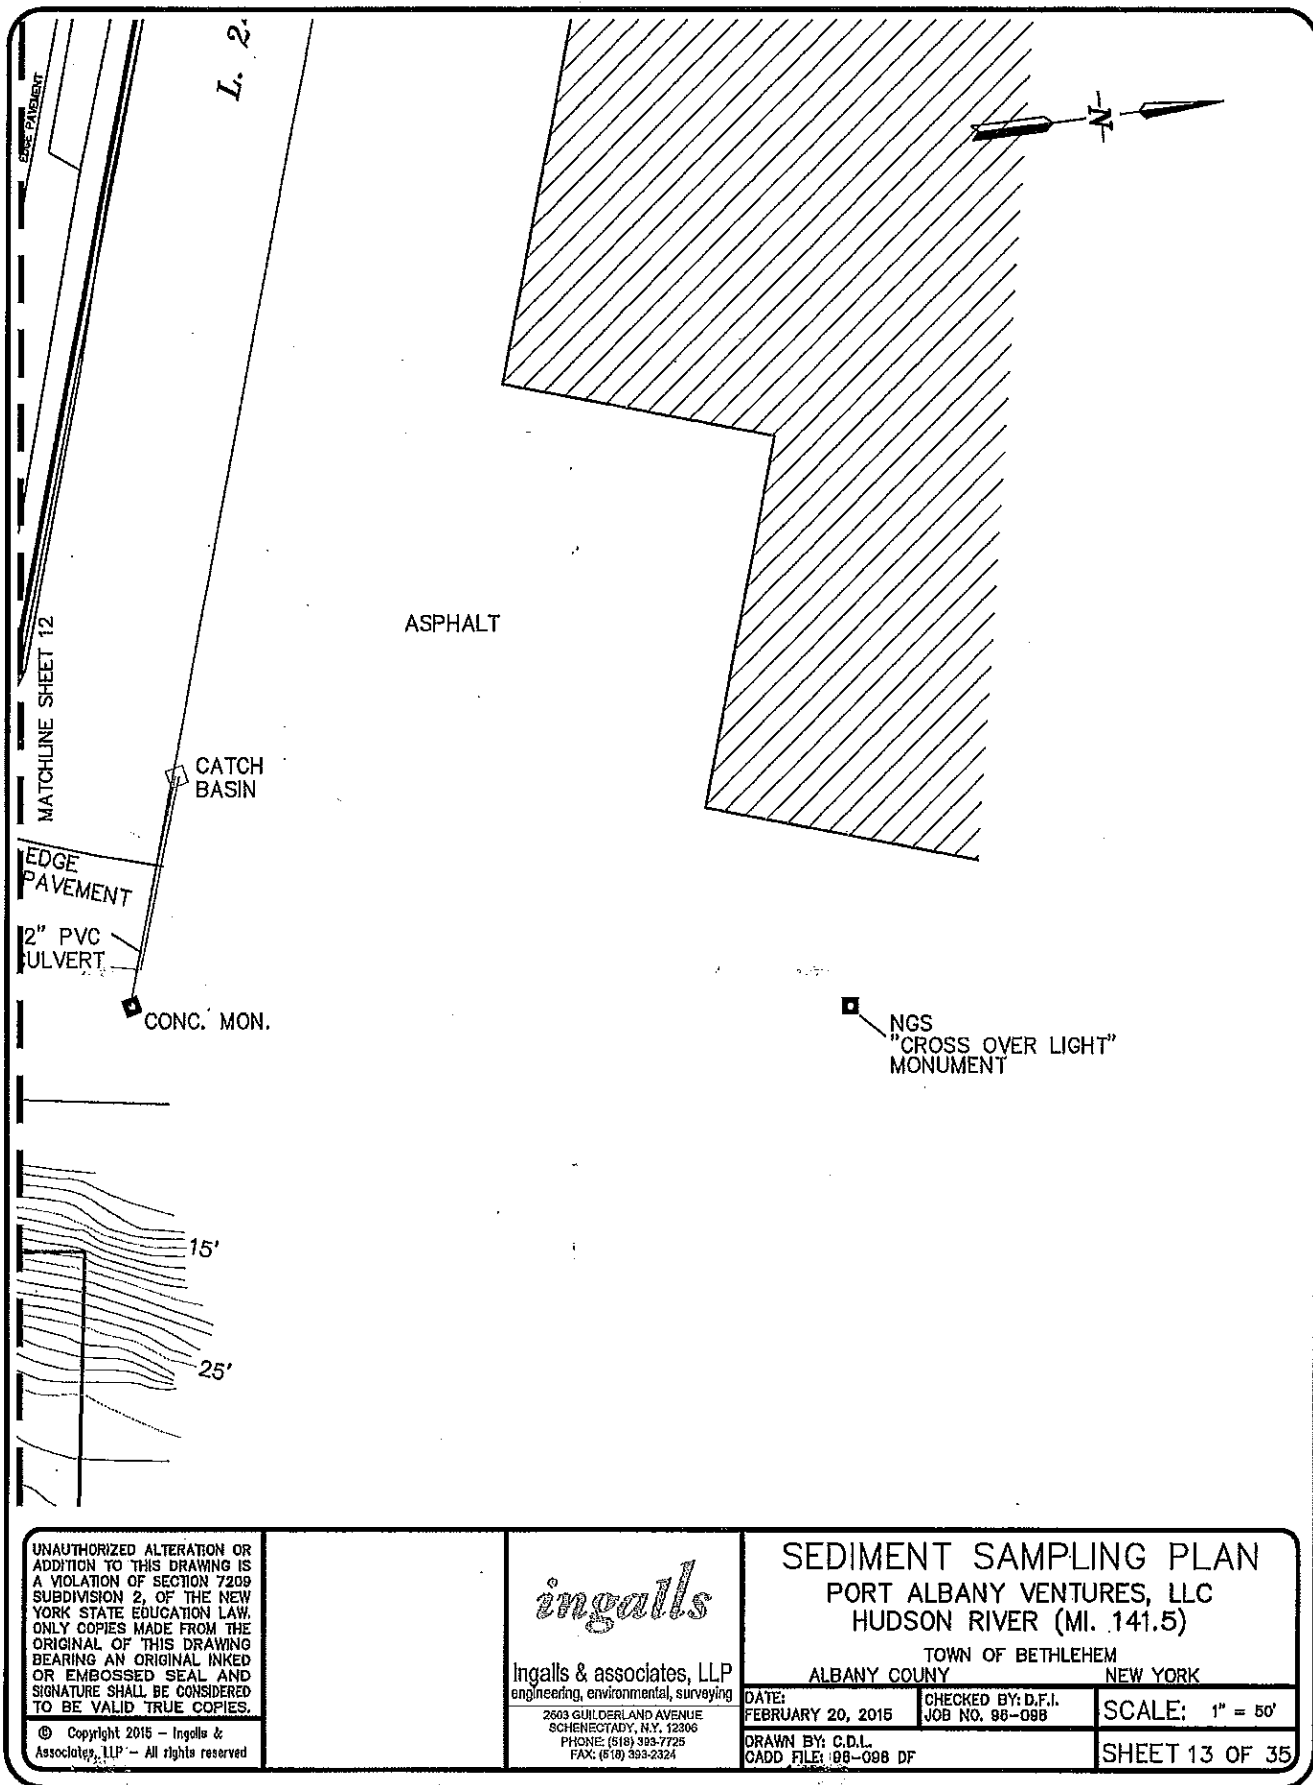 EDGE PAVEMENT
L. 2
N
MATCHLINE SHEET 12
ASPHALT
CATCH
BASIN
EDGE
PAVEMENT
2" PVC
ULVERT
CONC. MON.
NGS
"CROSS OVER LIGHT"
MONUMENT
15'
25'
UNAUTHORIZED ALTERATION OR
ADDITION TO THIS DRAWING IS
A VIOLATION OF SECTION 7209
SUBDIVISION 2, OF THE NEW
YORK STATE EDUCATION LAW.
ONLY COPIES MADE FROM THE
ORIGINAL OF THIS DRAWING
BEARING AN ORIGINAL INKED
OR EMBOSSED SEAL AND
SIGNATURE SHALL BE CONSIDERED
TO BE VALID TRUE COPIES.
© Copyright 2015 – Ingalls &
Associates, LLP – All rights reserved
ingalls
Ingalls & associates, LLP
engineering, environmental, surveying
2603 GUILDERLAND AVENUE
SCHENECTADY, N.Y. 12306
PHONE: (518) 393-7725
FAX: (518) 393-2324
SEDIMENT SAMPLING PLAN
PORT ALBANY VENTURES, LLC
HUDSON RIVER (MI. 141.5)
TOWN OF BETHLEHEM
ALBANY COUNY NEW YORK
DATE:
FEBRUARY 20, 2015
CHECKED BY: D.F.I.
JOB NO. 98-098
SCALE: 1" = 50'
DRAWN BY: C.D.L.
CADD FILE: 98-098 DF
SHEET 13 OF 35